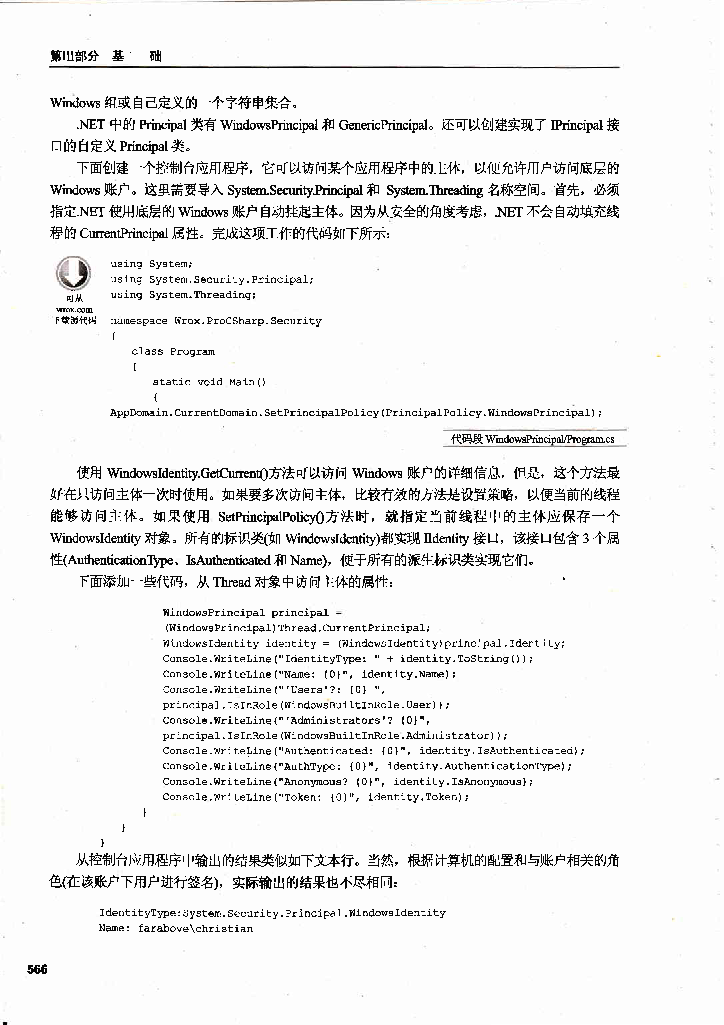 第III部分 基 础
Windows 组或自己定义的一个字符串集合。
.NET 中的 Principal 类有 WindowsPrincipal 和 GenericPrincipal。还可以创建实现了 IPrincipal 接
口的自定义 Principal 类。
下面创建一个控制台应用程序，它可以访问某个应用程序中的主体，以便允许用户访问底层的
Windows 账户。这里需要导入 System.Security.Principal 和 System.Threading 名称空间。首先，必须
指定.NET 使用底层的 Windows 账户自动挂起主体。因为从安全的角度考虑，.NET 不会自动填充线
程的 CurrentPrincipal 属性。完成这项工作的代码如下所示：
可从
wrox.com
下载源代码
using System;
using System.Security.Principal;
using System.Threading;
namespace Wrox.ProCSharp.Security
{
class Program
{
static void Main()
{
AppDomain.CurrentDomain.SetPrincipalPolicy(PrincipalPolicy.WindowsPrincipal);
代码段 WindowsPrincipal/Program.cs
使用 WindowsIdentity.GetCurrent()方法可以访问 Windows 账户的详细信息，但是，这个方法最
好在只访问主体一次时使用。如果要多次访问主体，比较有效的方法是设置策略，以便当前的线程
能够访问主体。如果使用 SetPrincipalPolicy()方法时，就指定当前线程中的主体应保存一个
WindowsIdentity 对象。所有的标识类(如 WindowsIdentity)都实现 IIdentity 接口，该接口包含 3 个属
性(AuthenticationType、IsAuthenticated 和 Name)，便于所有的派生标识类实现它们。
下面添加一些代码，从 Thread 对象中访问主体的属性：
WindowsPrincipal principal =
(WindowsPrincipal)Thread.CurrentPrincipal;
WindowsIdentity identity = (WindowsIdentity)principal.Identity;
Console.WriteLine("IdentityType: " + identity.ToString());
Console.WriteLine("Name: {0}", identity.Name);
Console.WriteLine("'Users'?: {0} ",
principal.IsInRole(WindowsBuiltInRole.User));
Console.WriteLine("'Administrators'? {0}",
principal.IsInRole(WindowsBuiltInRole.Administrator));
Console.WriteLine("Authenticated: {0}", identity.IsAuthenticated);
Console.WriteLine("AuthType: {0}", identity.AuthenticationType);
Console.WriteLine("Anonymous? {0}", identity.IsAnonymous);
Console.WriteLine("Token: {0}", identity.Token);
}
}
}
从控制台应用程序中输出的结果类似如下文本行。当然，根据计算机的配置和与账户相关的角
色(在该账户下用户进行签名)，实际输出的结果也不尽相同：
IdentityType:System.Security.Principal.WindowsIdentity
Name: farabove\christian
566